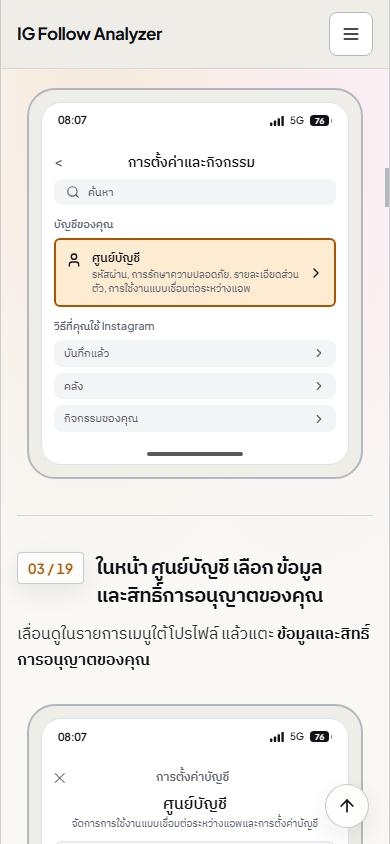 IG Follow Analyzer
08:07
5G 76
<
การตั้งค่าและกิจกรรม
ค้นหา
บัญชีของคุณ
ศูนย์บัญชี
รหัสผ่าน, การรักษาความปลอดภัย, รายละเอียดส่วน
ตัว, การใช้งานแบบเชื่อมต่อระหว่างแอพ
วิธีที่คุณใช้ Instagram
บันทึกแล้ว
คลัง
กิจกรรมของคุณ
03 / 19
ในหน้า ศูนย์บัญชี เลือก ข้อมูล
และสิทธิ์การอนุญาตของคุณ
เลื่อนดูในรายการเมนูใต้โปรไฟล์ แล้วแตะ ข้อมูลและสิทธิ์
การอนุญาตของคุณ
08:07
5G 76
การตั้งค่าบัญชี
ศูนย์บัญชี
จัดการการใช้งานแบบเชื่อมต่อระหว่างแอพและการตั้งค่าบัญชี